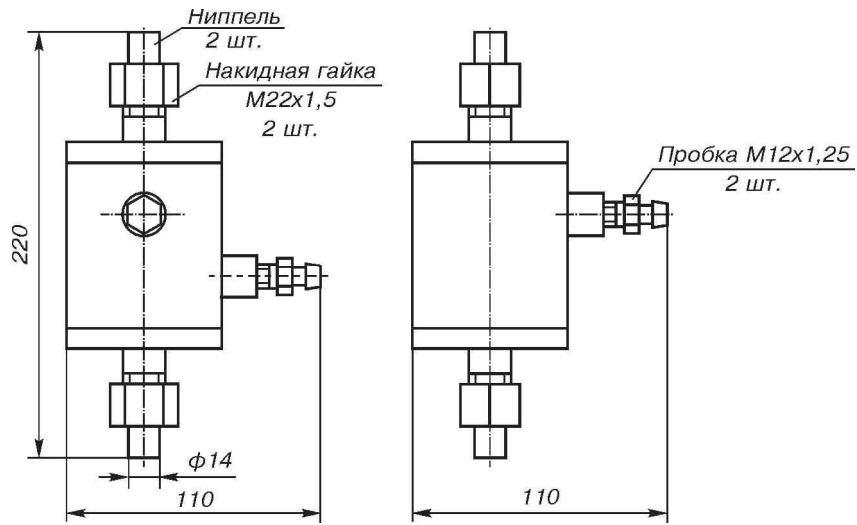 Ниппель
2 шт.
Накидная гайка
М22х1,5
2 шт.
Пробка М12х1,25
2 шт.
220
ф14
110
110